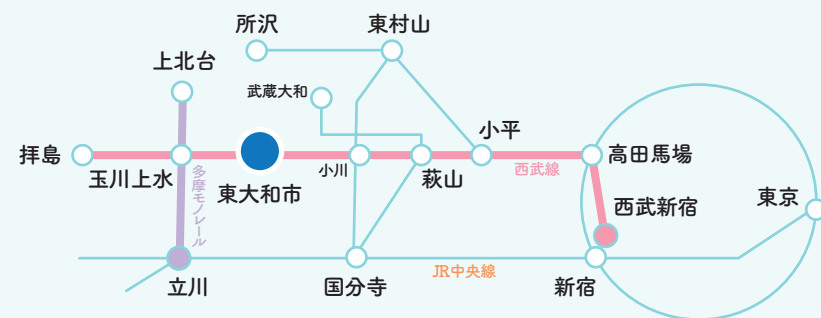 所沢
東村山
上北台
武蔵大和
小平
拝島
玉川上水
東大和市
小川
萩山
西武線
高田馬場
多摩モノレール
西武新宿
東京
JR中央線
立川
国分寺
新宿